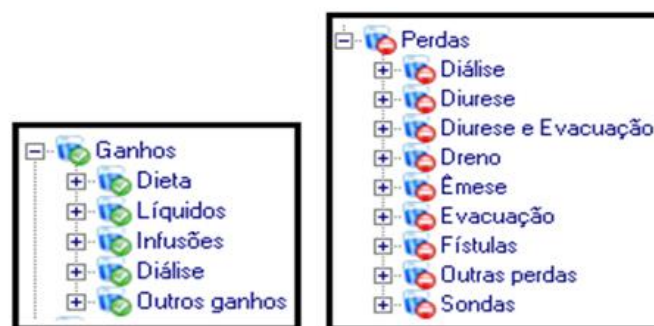 Ganhos
Dieta
Líquidos
Infusões
Diálise
Outros ganhos
Perdas
Diálise
Diurese
Diurese e Evacuação
Dreno
Êmese
Evacuação
Fístulas
Outras perdas
Sondas